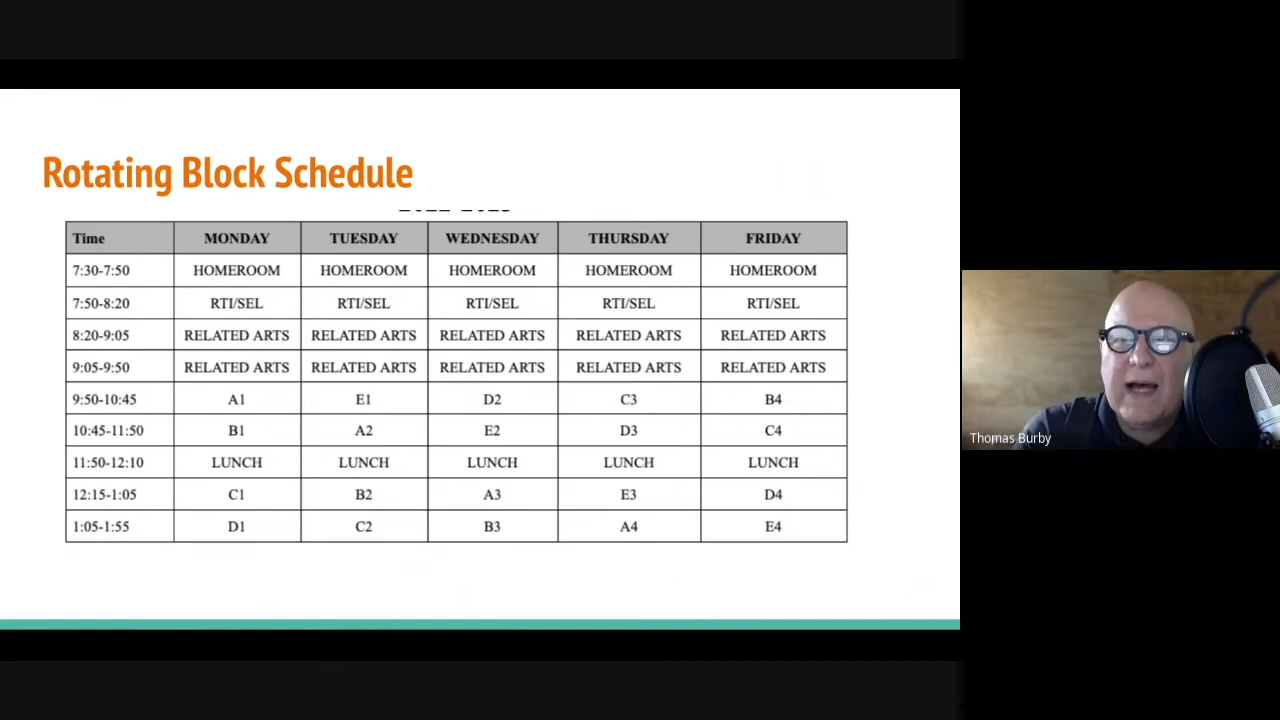 Rotating Block Schedule
Time MONDAY TUESDAY WEDNESDAY THURSDAY FRIDAY
7:30-7:50 HOMEROOM HOMEROOM HOMEROOM HOMEROOM HOMEROOM
7:50-8:20 RTI/SEL RTI/SEL RTI/SEL RTI/SEL RTI/SEL
8:20-9:05 RELATED ARTS RELATED ARTS RELATED ARTS RELATED ARTS RELATED ARTS
9:05-9:50 RELATED ARTS RELATED ARTS RELATED ARTS RELATED ARTS RELATED ARTS
9:50-10:45 A1 E1 D2 C3 B4
10:45-11:50 B1 A2 E2 D3 C4
11:50-12:10 LUNCH LUNCH LUNCH LUNCH LUNCH
12:15-1:05 C1 B2 A3 E3 D4
1:05-1:55 D1 C2 B3 A4 E4
Thomas Burby